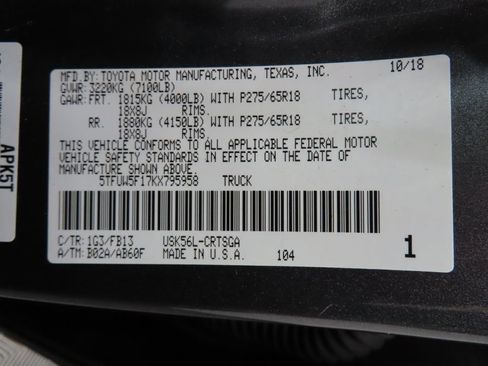 MFD.BY:TOYOTA MOTOR MANUFACTURING, TEXAS, INC. 10/18
GVWR:3220KG (7100LB)
GAWR:FRT. 1815KG (4000LB) WITH P275/65R18 TIRES,
18X8J RIMS.
RR. 1880KG (4150LB) WITH P275/65R18 TIRES,
18X8J RIMS.
THIS VEHICLE CONFORMS TO ALL APPLICABLE FEDERAL MOTOR
VEHICLE SAFETY STANDARDS IN EFFECT ON THE DATE OF
MANUFACTURE SHOWN ABOVE.
5TFUW5F17KX795958 TRUCK
C/TR: 1G3/FB13 USK56L-CRTSGA
A/TM: B02A/AB60F MADE IN U.S.A. 104
1
APK5T